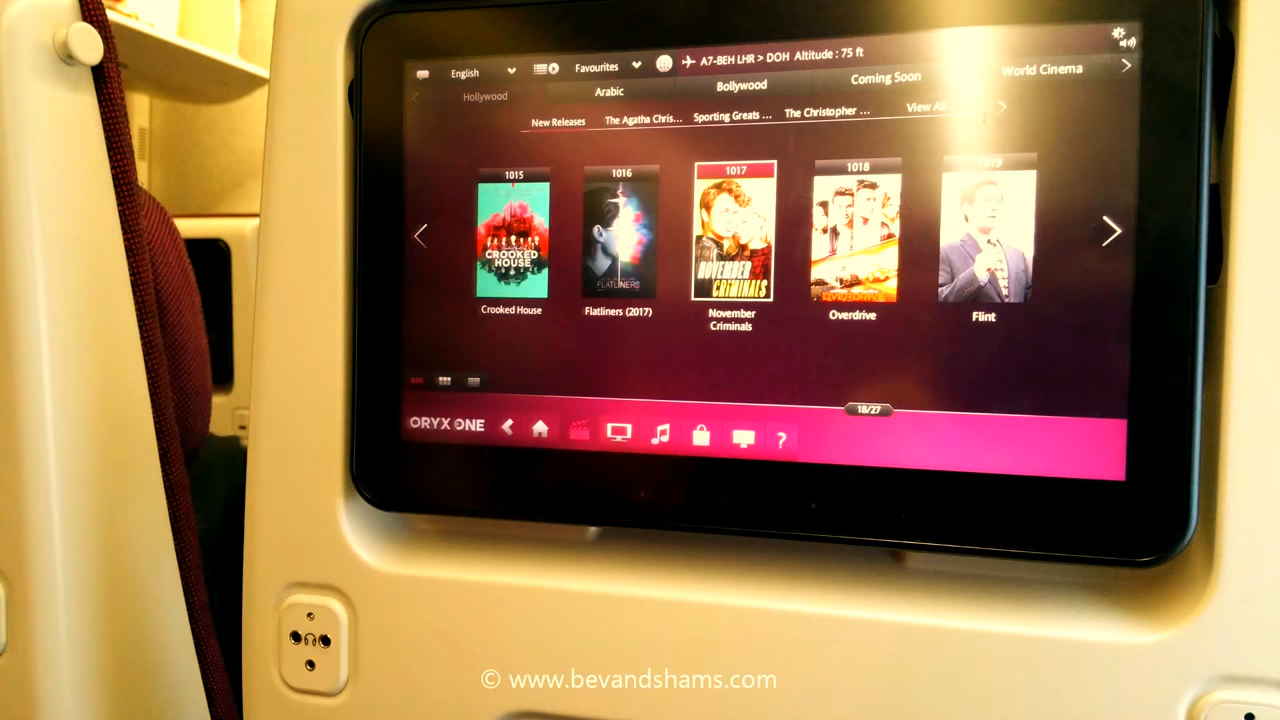 English
Favourites
A7-BEH LHR > DOH Altitude : 75 ft
Hollywood
Arabic
Bollywood
Coming Soon
World Cinema
New Releases
The Agatha Chris...
Sporting Greats ...
The Christopher ...
View All
1015
1016
1017
1018
1019
CROOKED
HOUSE
FLATLINERS
NOVEMBER
CRIMINALS
OVERDRIVE
Crooked House
Flatliners (2017)
November
Criminals
Overdrive
Flint
18/27
ORYX ONE
?
© www.bevandshams.com